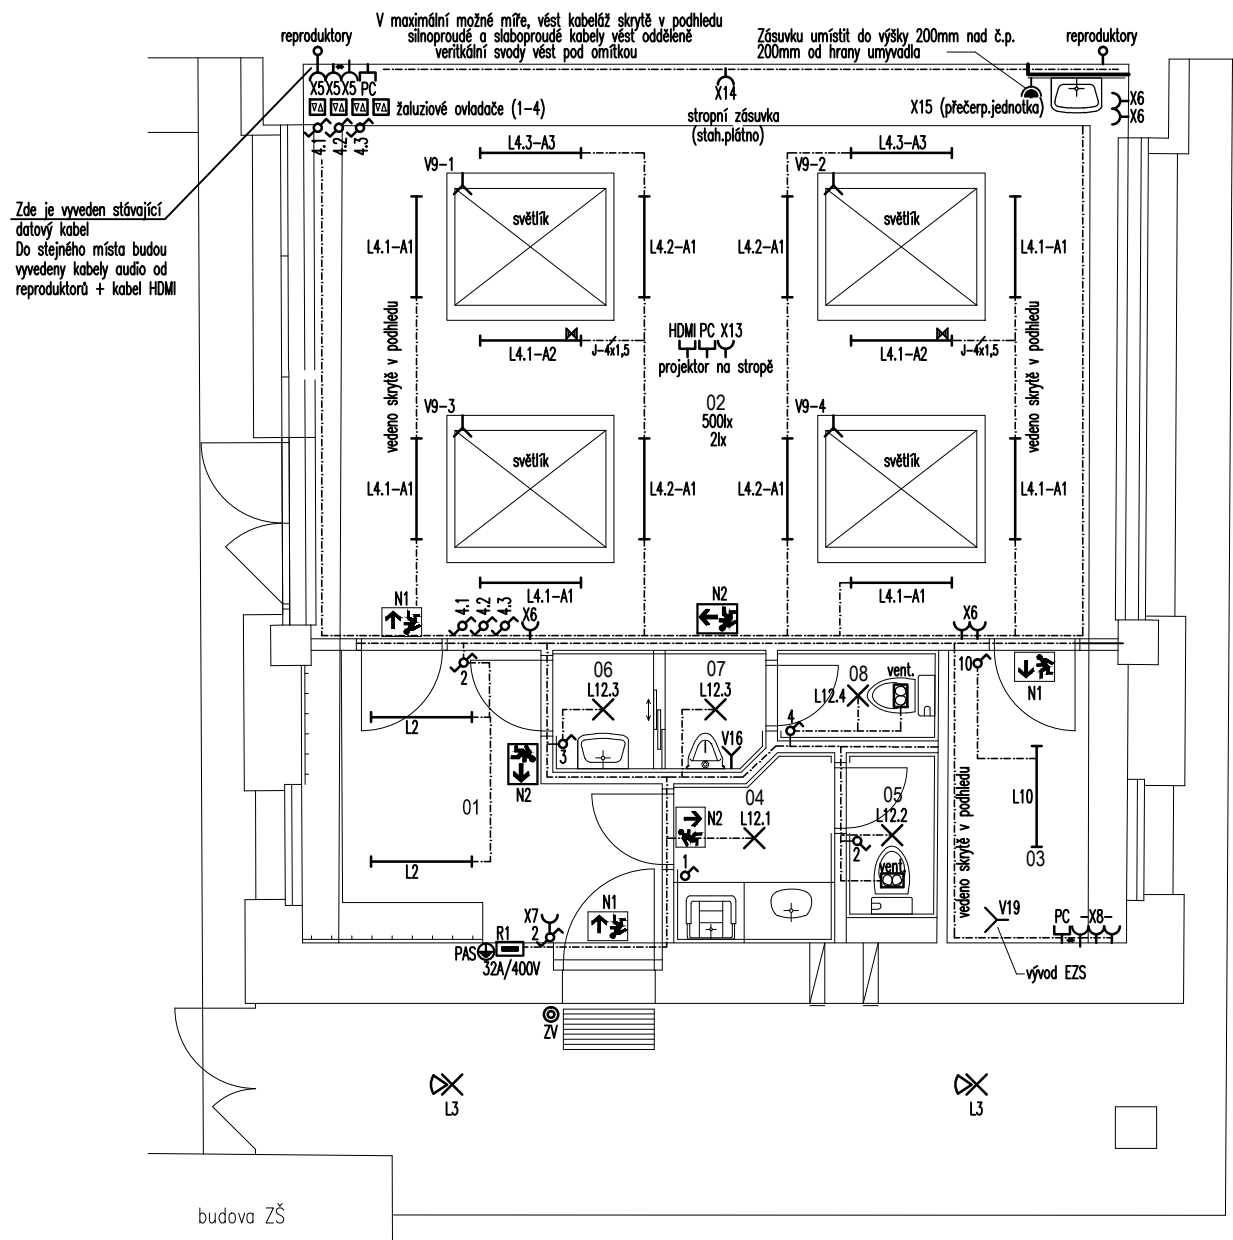 V maximální možné míře, vést kabeláž skrytě v podhledu
silnoproudé a slaboproudé kabely vést odděleně
veritkální svody vést pod omítkou
Zásuvku umístit do výšky 200mm nad č.p.
200mm od hrany umyvadla
reproduktory
reproduktory
X5 X5 X5 PC
žaluziové ovladače (1-4)
4.1
4.2
4.3
X14
stropní zásuvka
(stah.plátno)
X15 (přečerp.jednotka)
X6
X6
Zde je vyveden stávající
datový kabel
Do stejného místa budou
vyvedeny kabely audio od
reproduktorů + kabel HDMI
L4.3-A3
L4.3-A3
V9-1
V9-2
světlík
světlík
L4.1-A1
L4.2-A1
L4.2-A1
L4.1-A1
vedeno skrytě v podhledu
vedeno skrytě v podhledu
L4.1-A2
J-4x1,5
HDMI PC X13
projektor na stropě
L4.1-A2
J-4x1,5
02
500lx
2lx
V9-3
V9-4
světlík
světlík
L4.1-A1
L4.2-A1
L4.2-A1
L4.1-A1
L4.1-A1
L4.1-A1
N1
4.1
4.2
4.3
X6
N2
X6
2
10
N1
06
L12.3
07
L12.3
08
L12.4
vent.
4
3
V16
L2
N2
01
L2
04
L12.1
N2
05
L12.2
2
vent.
1
L10
03
vedeno skrytě v podhledu
V19
PC -X8-
vývod EZS
X7
2
N1
R1
PAS
32A/400V
ZV
L3
L3
budova ZŠ